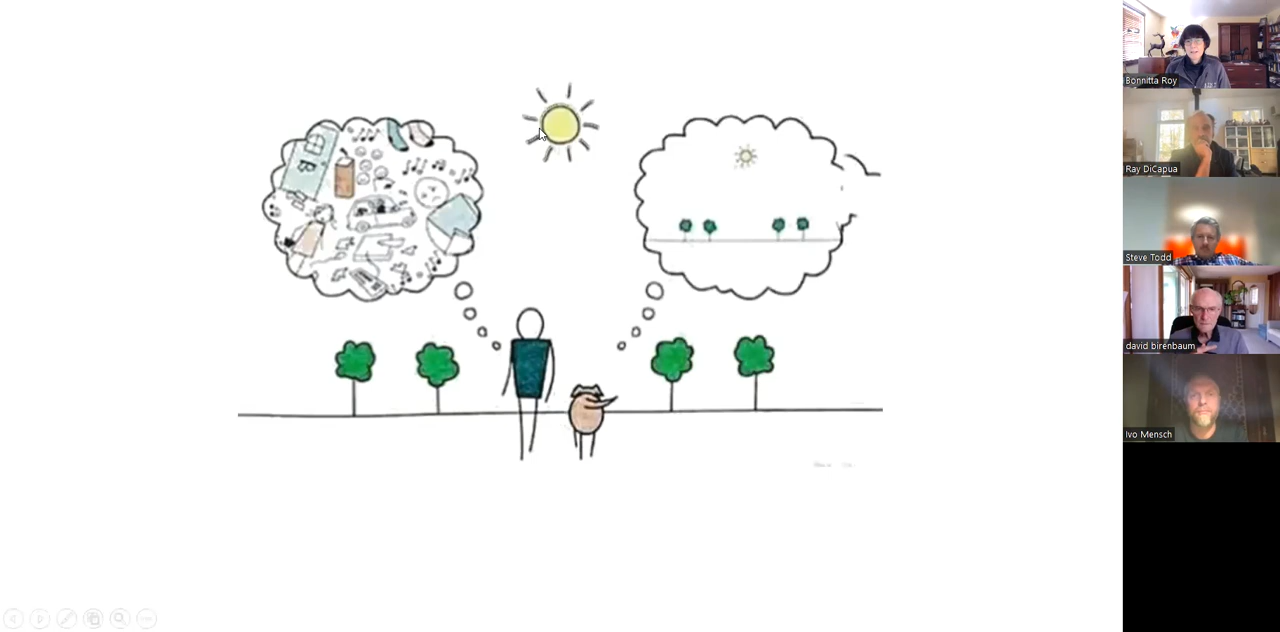 Bonnitta Roy
Ray DiCapua
Steve Todd
david birenbaum
Ivo Mensch